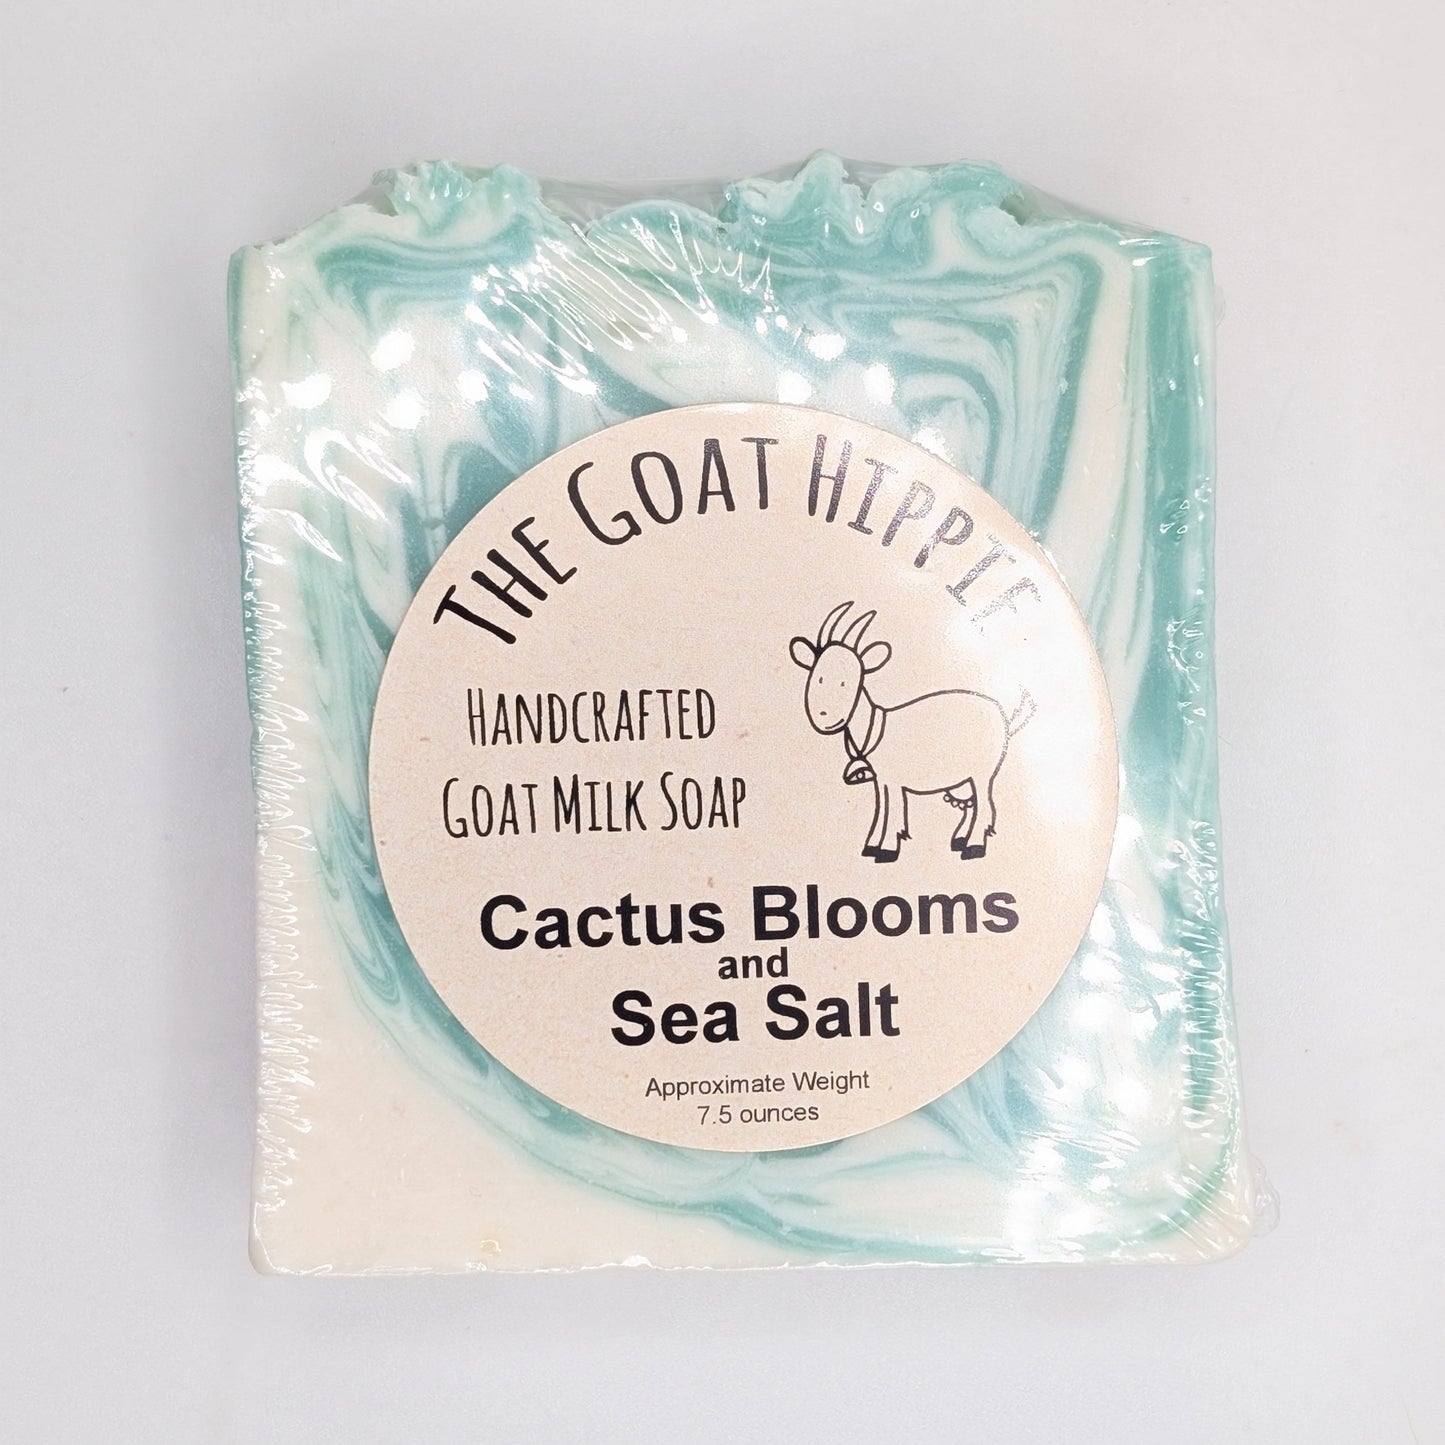 THE GOAT HIPPIE
HANDCRAFTED
GOAT MILK SOAP
Cactus Blooms
and
Sea Salt
Approximate Weight
7.5 ounces